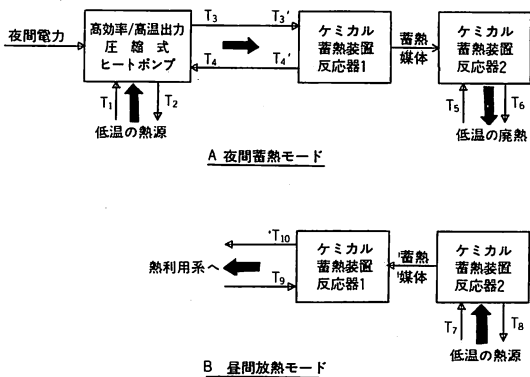 夜間電力
高効率/高温出力
圧縮式
ヒートポンプ
T₃
T₃′
T₄
T₄′
ケミカル
蓄熱装置
反応器1
蓄熱
媒体
ケミカル
蓄熱装置
反応器2
T₁
T₂
低温の熱源
T₅
T₆
低温の廃熱
A 夜間蓄熱モード
T₁₀
熱利用系へ
T₉
ケミカル
蓄熱装置
反応器1
蓄熱
媒体
ケミカル
蓄熱装置
反応器2
T₇
T₈
低温の熱源
B 昼間放熱モード